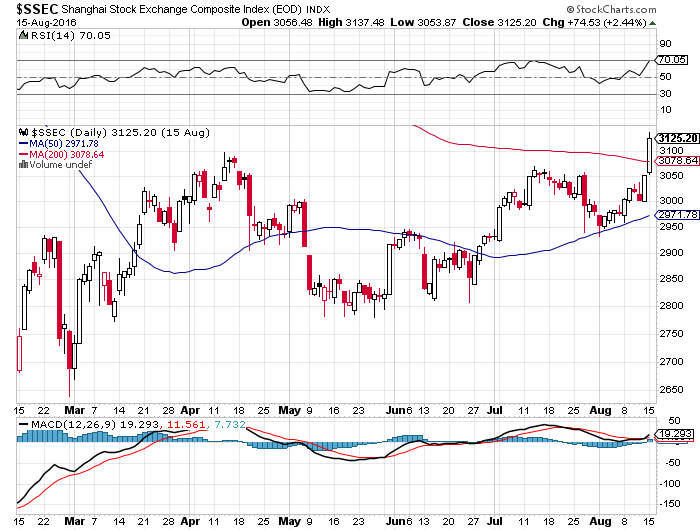 $SSEC Shanghai Stock Exchange Composite Index (EOD) INDX
© StockCharts.com
15-Aug-2016
Open 3056.48 High 3137.48 Low 3053.87 Close 3125.20 Chg +74.53 (+2.44%)
RSI(14) 70.05
90
70.05
50
30
10
$SSEC (Daily) 3125.20 (15 Aug)
MA(50) 2971.78
MA(200) 3078.64
Volume undef
3125.20
3100
3078.64
3050
3000
2971.78
2950
2900
2850
2800
2750
2700
2650
15 22 Mar 7 14 21 28 Apr 11 18 25 May 9 16 23 Jun 6 13 20 27 Jul 11 18 25 Aug 8 15
MACD(12,26,9) 19.293, 11.561, 7.732
50
19.293
-50
-100
-150
15 22 Mar 7 14 21 28 Apr 11 18 25 May 9 16 23 Jun 6 13 20 27 Jul 11 18 25 Aug 8 15